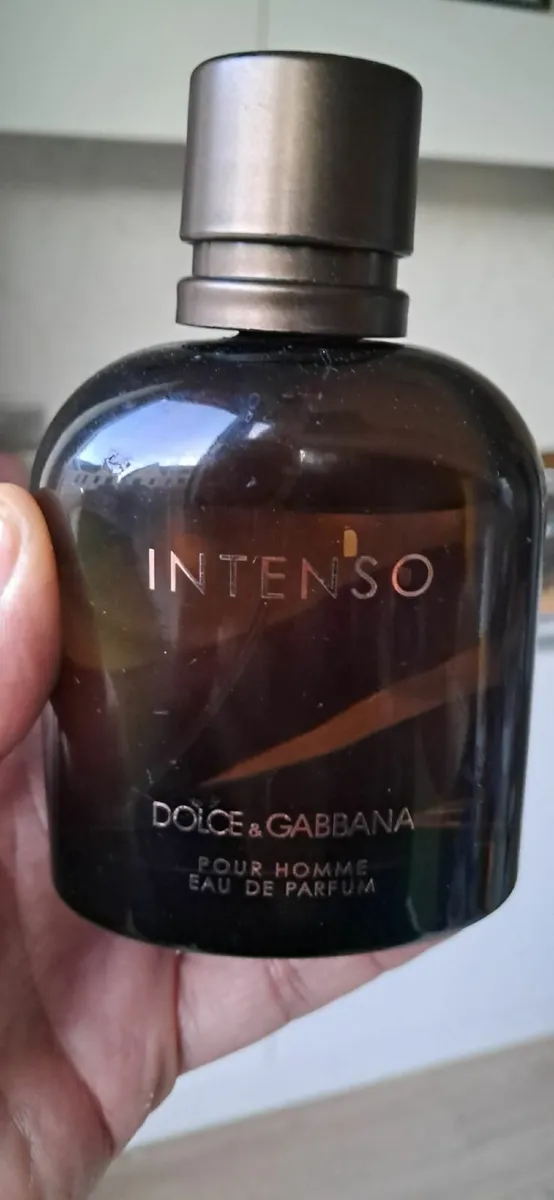 INTENSO
DOLCE & GABBANA
POUR HOMME
EAU DE PARFUM